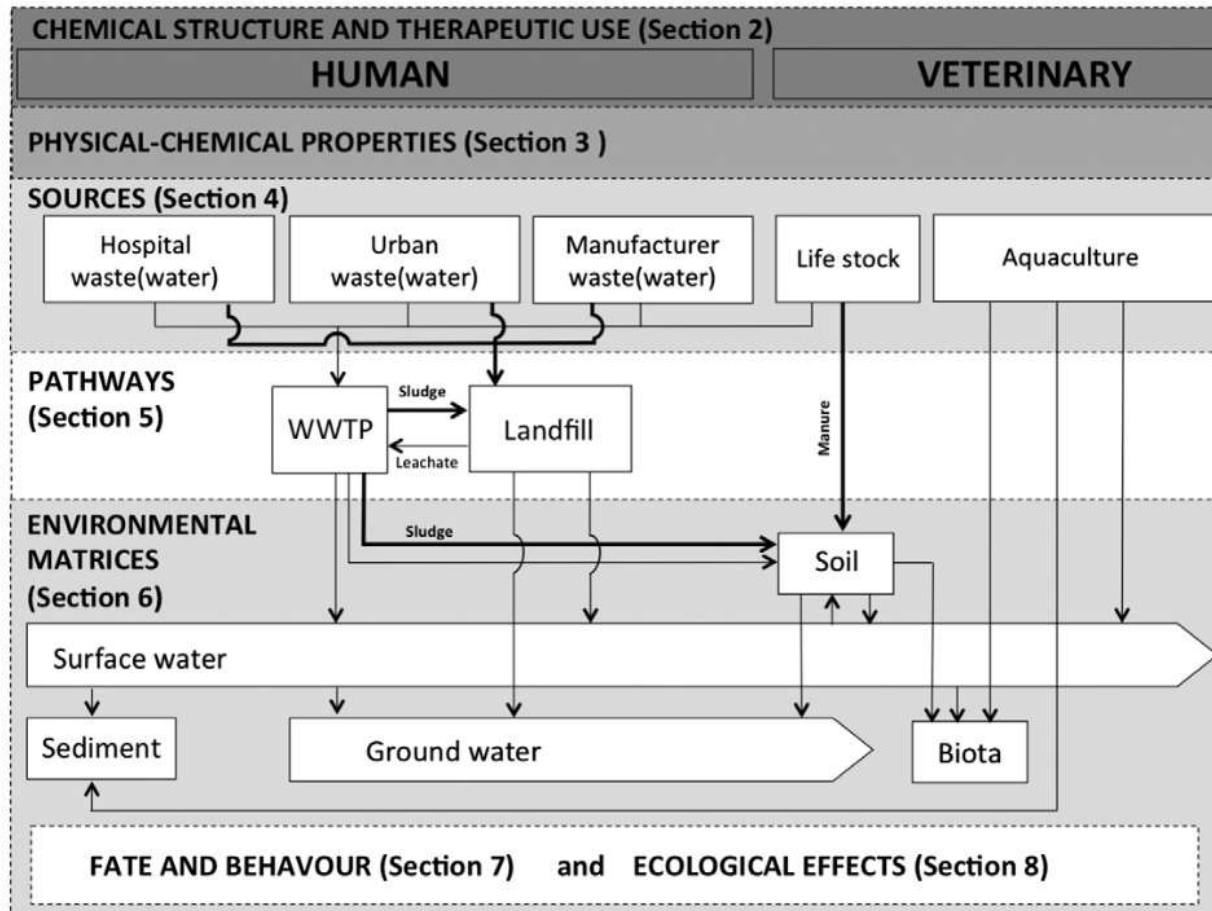 CHEMICAL STRUCTURE AND THERAPEUTIC USE (Section 2)
HUMAN
VETERINARY
PHYSICAL-CHEMICAL PROPERTIES (Section 3 )
SOURCES (Section 4)
Hospital
waste(water)
Urban
waste(water)
Manufacturer
waste(water)
Life stock
Aquaculture
PATHWAYS
(Section 5)
WWTP
Sludge
Leachate
Landfill
Manure
ENVIRONMENTAL
MATRICES
(Section 6)
Sludge
Soil
Surface water
Sediment
Ground water
Biota
FATE AND BEHAVOUR (Section 7) and ECOLOGICAL EFFECTS (Section 8)